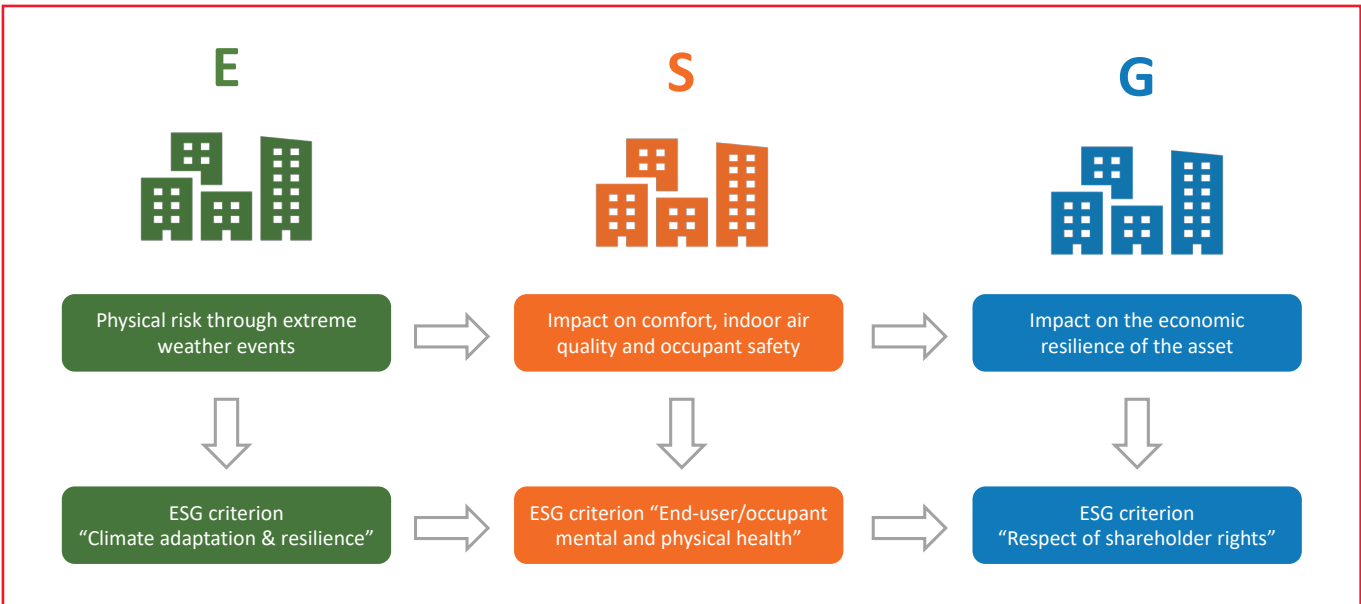 E
S
G
Physical risk through extreme
weather events
Impact on comfort, indoor air
quality and occupant safety
Impact on the economic
resilience of the asset
ESG criterion
“Climate adaptation & resilience”
ESG criterion “End-user/occupant
mental and physical health”
ESG criterion
“Respect of shareholder rights”